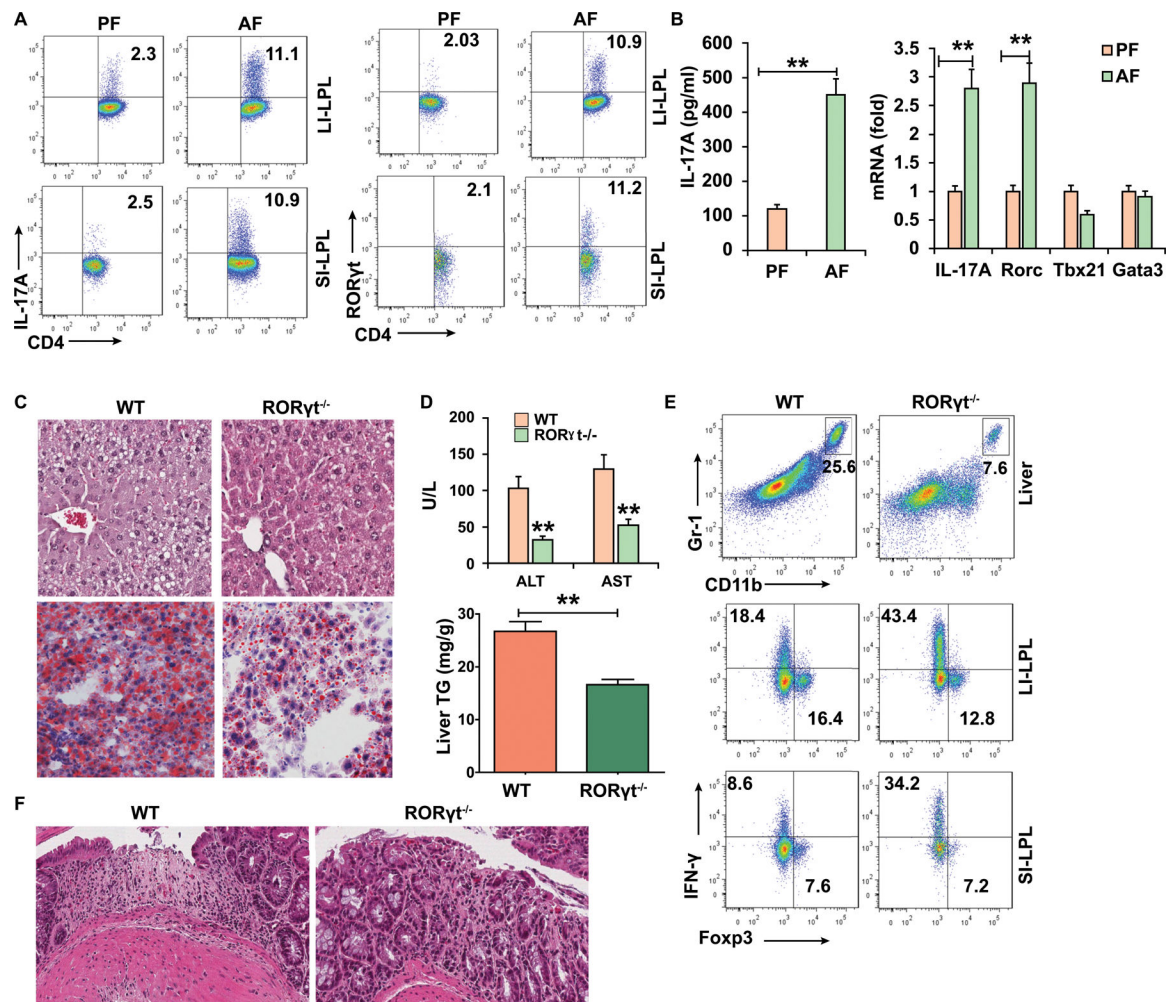 A
PF AF
2.3 11.1
LI-LPL
2.5 10.9
SI-LPL
IL-17A
CD4
PF AF
2.03 10.9
LI-LPL
2.1 11.2
SI-LPL
RORγt
CD4
B
IL-17A (pg/ml)
600
500
400
300
200
100
0
PF AF
**
mRNA (fold)
3.5
3
2.5
2
1.5
1
0.5
0
** **
PF
AF
IL-17A Rorc Tbx21 Gata3
C
WT RORγt-/-
D
WT
RORγ t-/-
U/L
200
150
100
50
0
** **
ALT AST
Liver TG (mg/g)
30
20
10
0
**
WT RORγt-/-
E
WT RORγt-/-
25.6 7.6
Liver
Gr-1
CD11b
18.4 43.4
16.4 12.8
LI-LPL
8.6 34.2
7.6 7.2
SI-LPL
IFN-γ
Foxp3
F
WT RORγt-/-